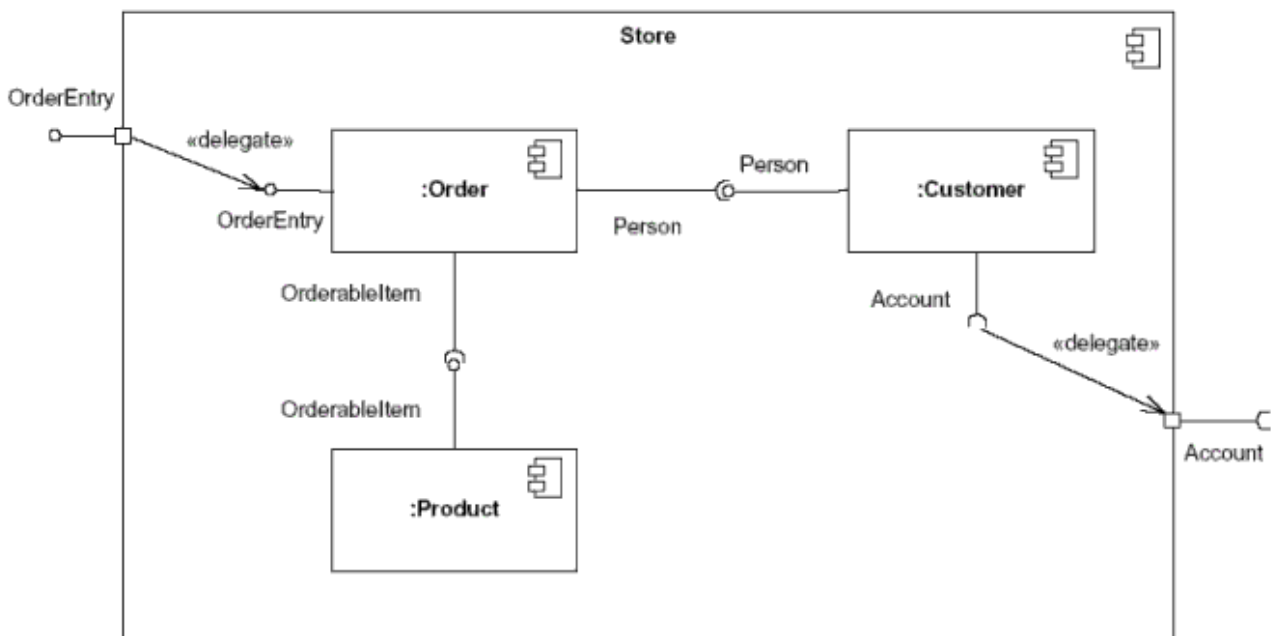 Store
OrderEntry
«delegate»
:Order
Person
:Customer
OrderEntry
Person
OrderableItem
Account
«delegate»
OrderableItem
Account
:Product